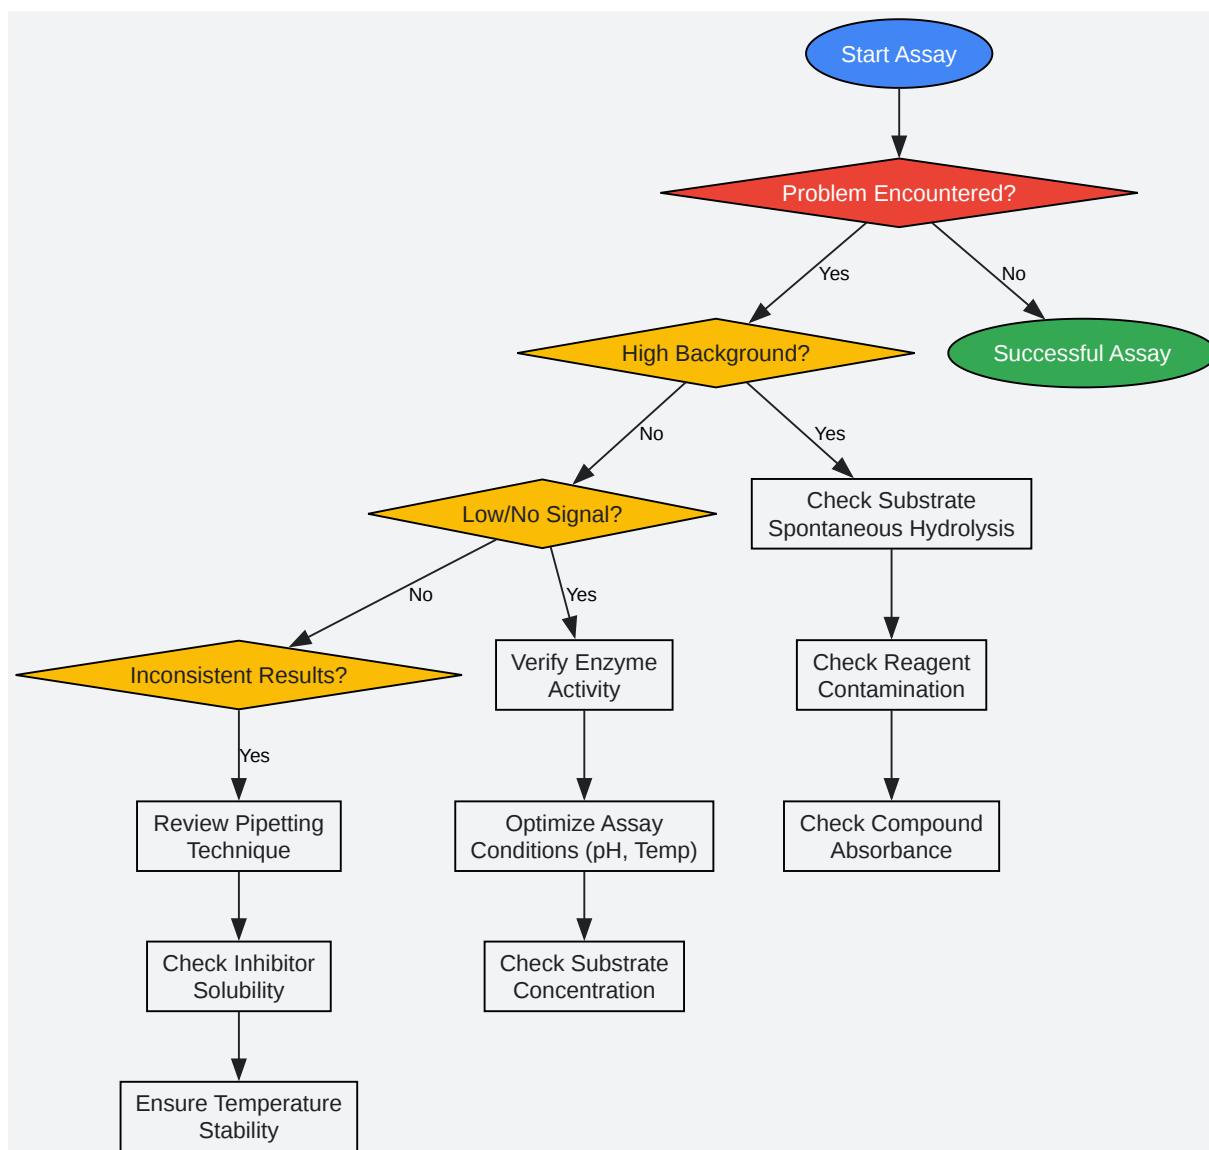 Start Assay
Problem Encountered?
Yes
No
High Background?
Successful Assay
No
Yes
Low/No Signal?
Check Substrate
Spontaneous Hydrolysis
No
Yes
Inconsistent Results?
Verify Enzyme
Activity
Check Reagent
Contamination
Yes
Review Pipetting
Technique
Optimize Assay
Conditions (pH, Temp)
Check Compound
Absorbance
Check Inhibitor
Solubility
Check Substrate
Concentration
Ensure Temperature
Stability